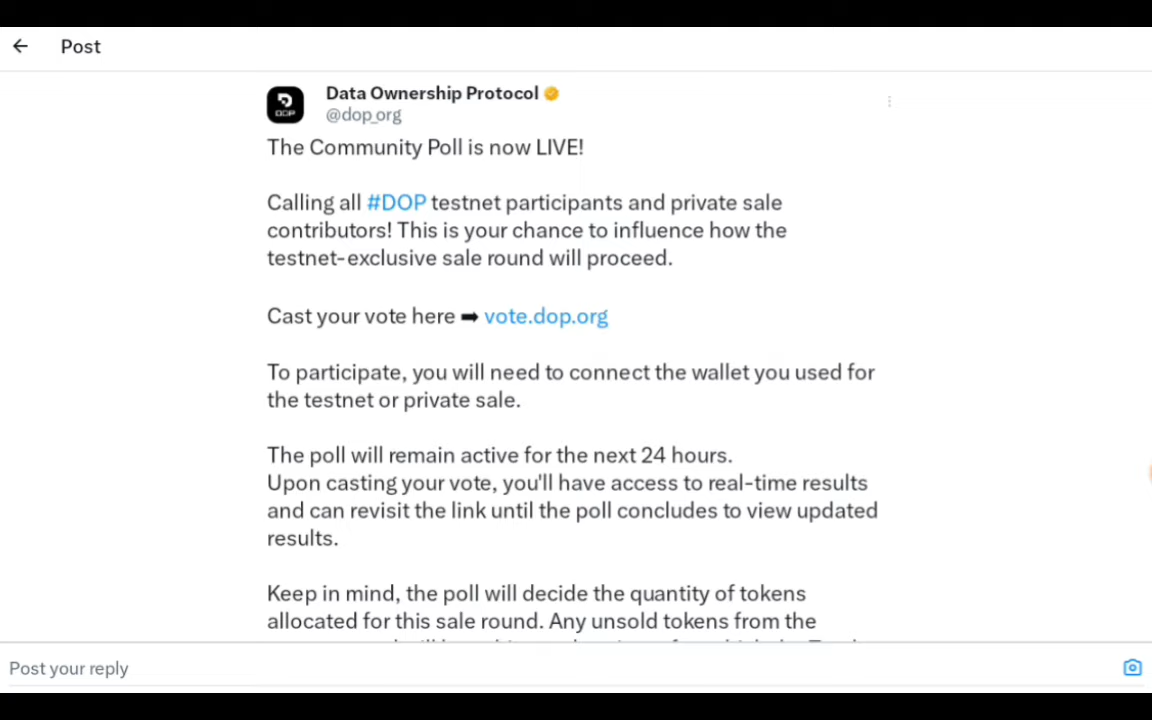 Post
Data Ownership Protocol
DOP
@dop_org
The Community Poll is now LIVE!
Calling all #DOP testnet participants and private sale
contributors! This is your chance to influence how the
testnet-exclusive sale round will proceed.
Cast your vote here ➡ vote.dop.org
To participate, you will need to connect the wallet you used for
the testnet or private sale.
The poll will remain active for the next 24 hours.
Upon casting your vote, you'll have access to real-time results
and can revisit the link until the poll concludes to view updated
results.
Keep in mind, the poll will decide the quantity of tokens
allocated for this sale round. Any unsold tokens from the
Post your reply